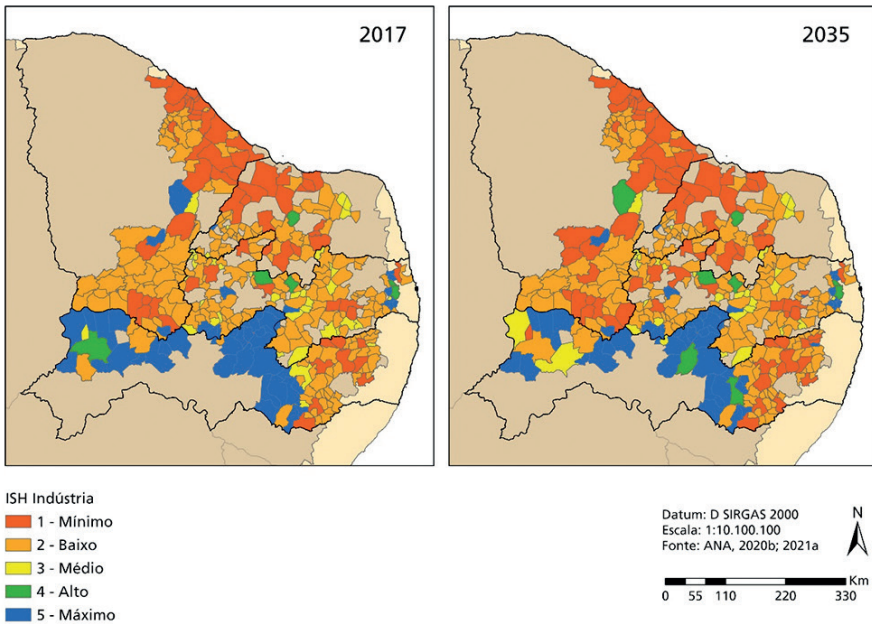 2017
2035
ISH Indústria
1 - Mínimo
2 - Baixo
3 - Médio
4 - Alto
5 - Máximo
Datum: D SIRGAS 2000
Escala: 1:10.100.100
Fonte: ANA, 2020b; 2021a
N
Km
0 55 110 220 330